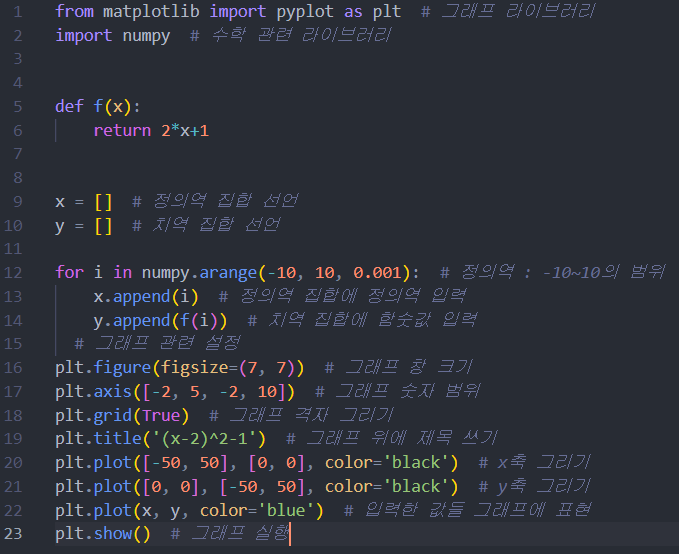 1 from matplotlib import pyplot as plt # 그래프 라이브러리
2 import numpy # 수학 관련 라이브러리
3
4
5 def f(x):
6 return 2*x+1
7
8
9 x = [] # 정의역 집합 선언
10 y = [] # 치역 집합 선언
11
12 for i in numpy.arange(-10, 10, 0.001): # 정의역 : -10~10의 범위
13 x.append(i) # 정의역 집합에 정의역 입력
14 y.append(f(i)) # 치역 집합에 함숫값 입력
15 # 그래프 관련 설정
16 plt.figure(figsize=(7, 7)) # 그래프 창 크기
17 plt.axis([-2, 5, -2, 10]) # 그래프 숫자 범위
18 plt.grid(True) # 그래프 격자 그리기
19 plt.title('(x-2)^2-1') # 그래프 위에 제목 쓰기
20 plt.plot([-50, 50], [0, 0], color='black') # x축 그리기
21 plt.plot([0, 0], [-50, 50], color='black') # y축 그리기
22 plt.plot(x, y, color='blue') # 입력한 값들 그래프에 표현
23 plt.show() # 그래프 실행